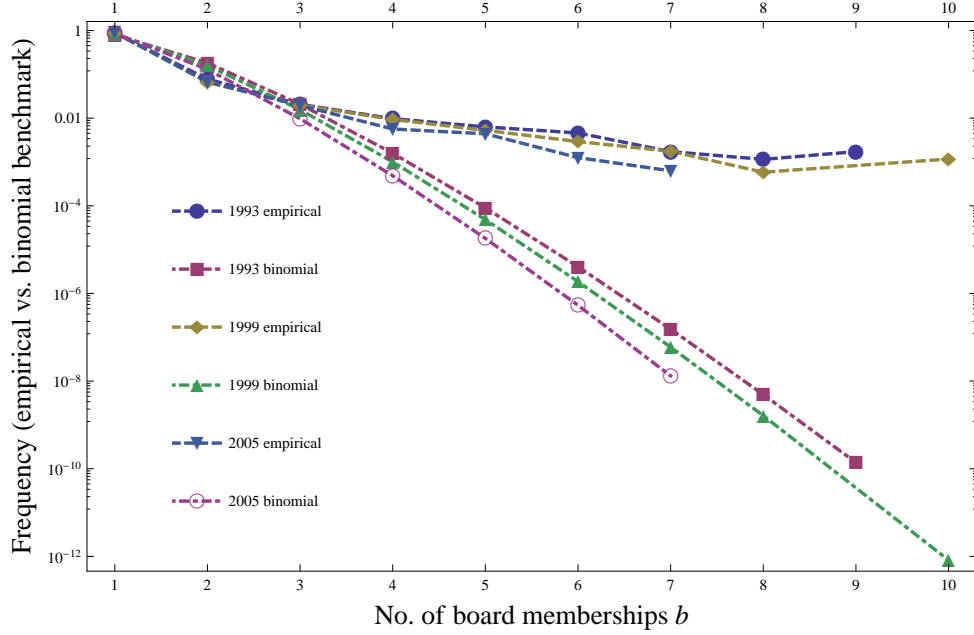 1 2 3 4 5 6 7 8 9 10
1
0.01
10⁻⁴
10⁻⁶
10⁻⁸
10⁻¹⁰
10⁻¹²
Frequency (empirical vs. binomial benchmark)
1993 empirical
1993 binomial
1999 empirical
1999 binomial
2005 empirical
2005 binomial
1 2 3 4 5 6 7 8 9 10
No. of board memberships b